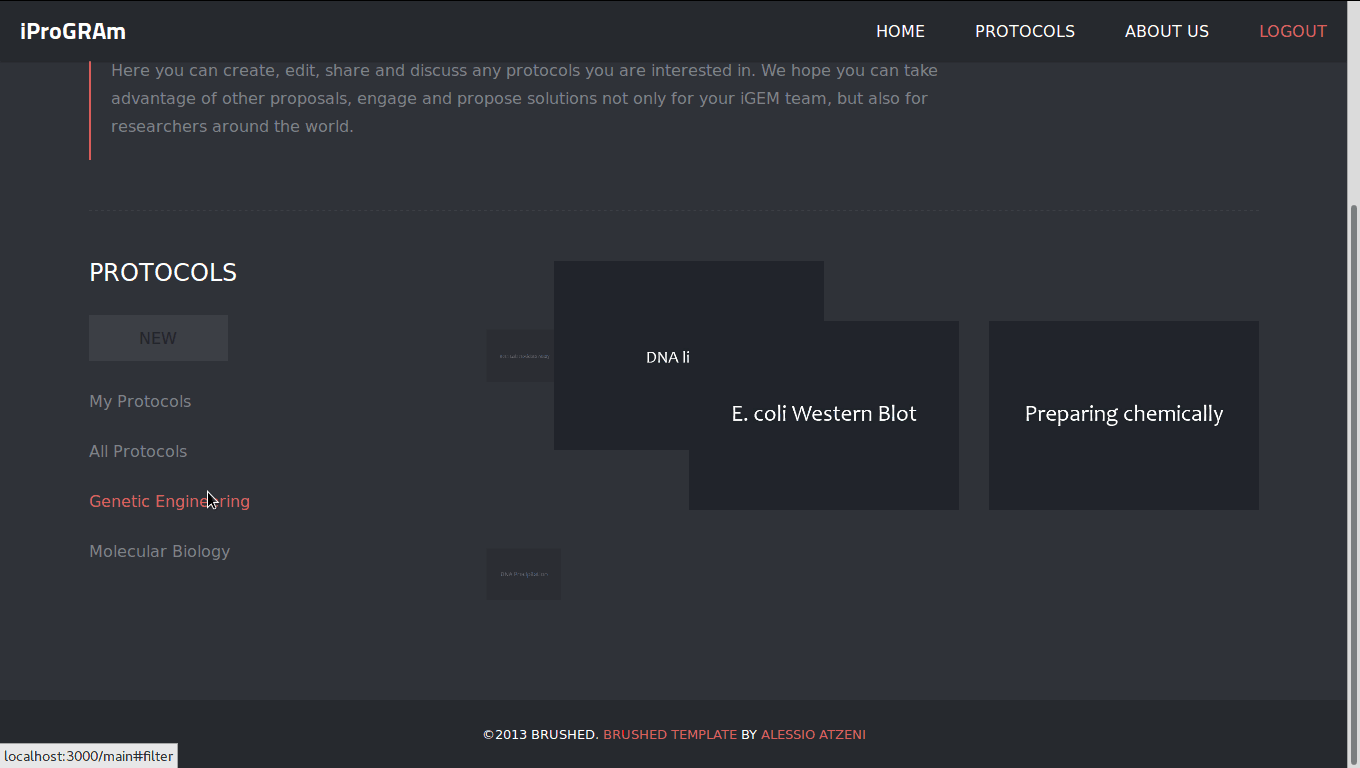 iProGRAm
HOME PROTOCOLS ABOUT US LOGOUT
Here you can create, edit, share and discuss any protocols you are interested in. We hope you can take
advantage of other proposals, engage and propose solutions not only for your iGEM team, but also for
researchers around the world.
PROTOCOLS
NEW
My Protocols
All Protocols
Genetic Engineering
Molecular Biology
DNA li
E. coli Western Blot
Preparing chemically
DNA Precipitation
©2013 BRUSHED. BRUSHED TEMPLATE BY ALESSIO ATZENI
localhost:3000/main#filter